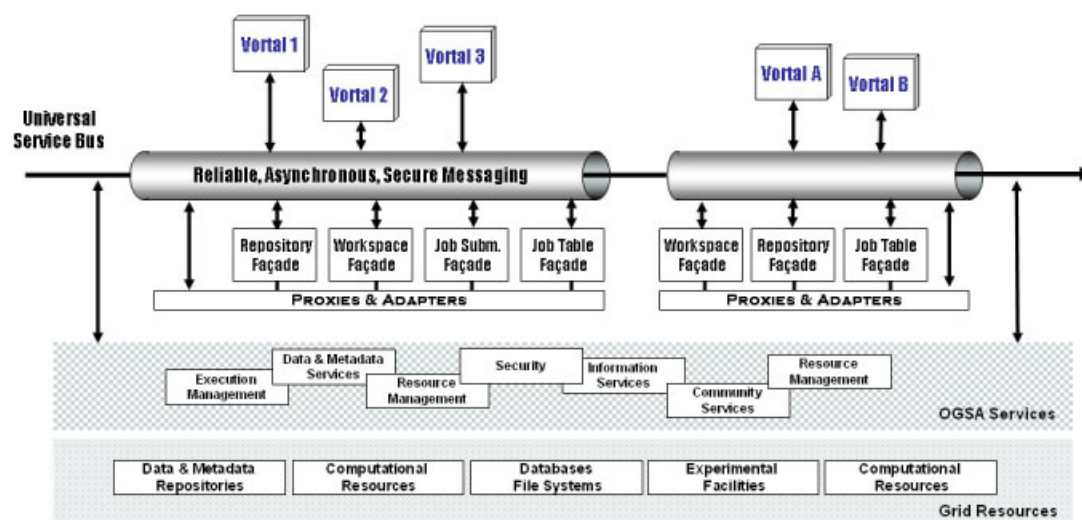 Vortal 1
Vortal 2
Vortal 3
Vortal A
Vortal B
Universal
Service Bus
Reliable, Asynchronous, Secure Messaging
Repository
Façade
Workspace
Façade
Job Subm.
Façade
Job Table
Façade
Workspace
Façade
Repository
Façade
Job Table
Façade
PROXIES & ADAPTERS
PROXIES & ADAPTERS
Execution
Management
Data & Metadata
Services
Resource
Management
Security
Information
Services
Community
Services
Resource
Management
OGSA Services
Data & Metadata
Repositories
Computational
Resources
Databases
File Systems
Experimental
Facilities
Computational
Resources
Grid Resources